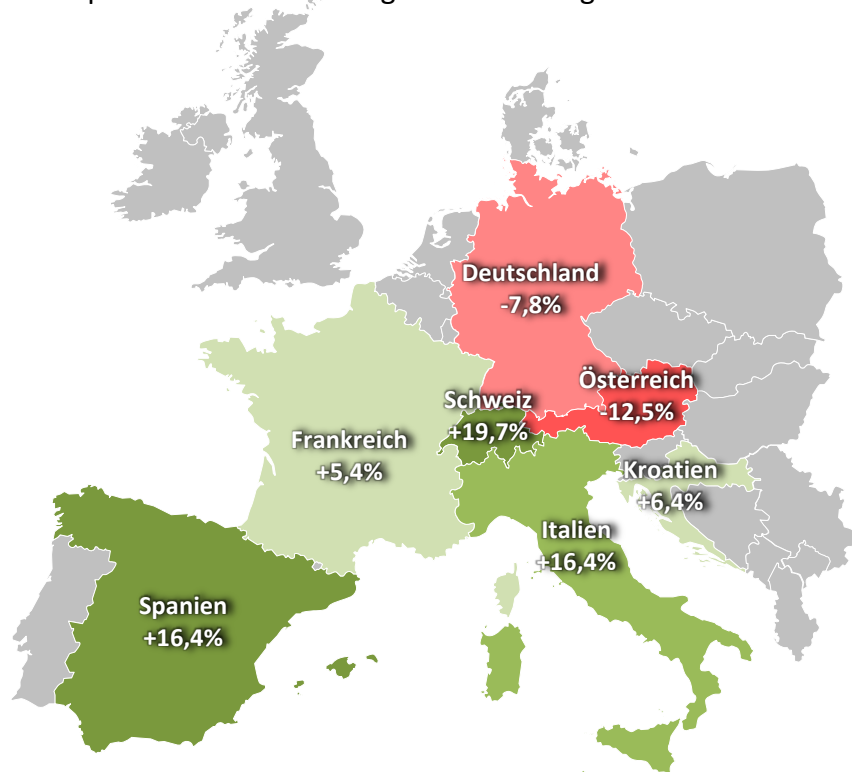 Deutschland
-7,8%
Österreich
-12,5%
Schweiz
+19,7%
Frankreich
+5,4%
Kroatien
+6,4%
Italien
+16,4%
Spanien
+16,4%